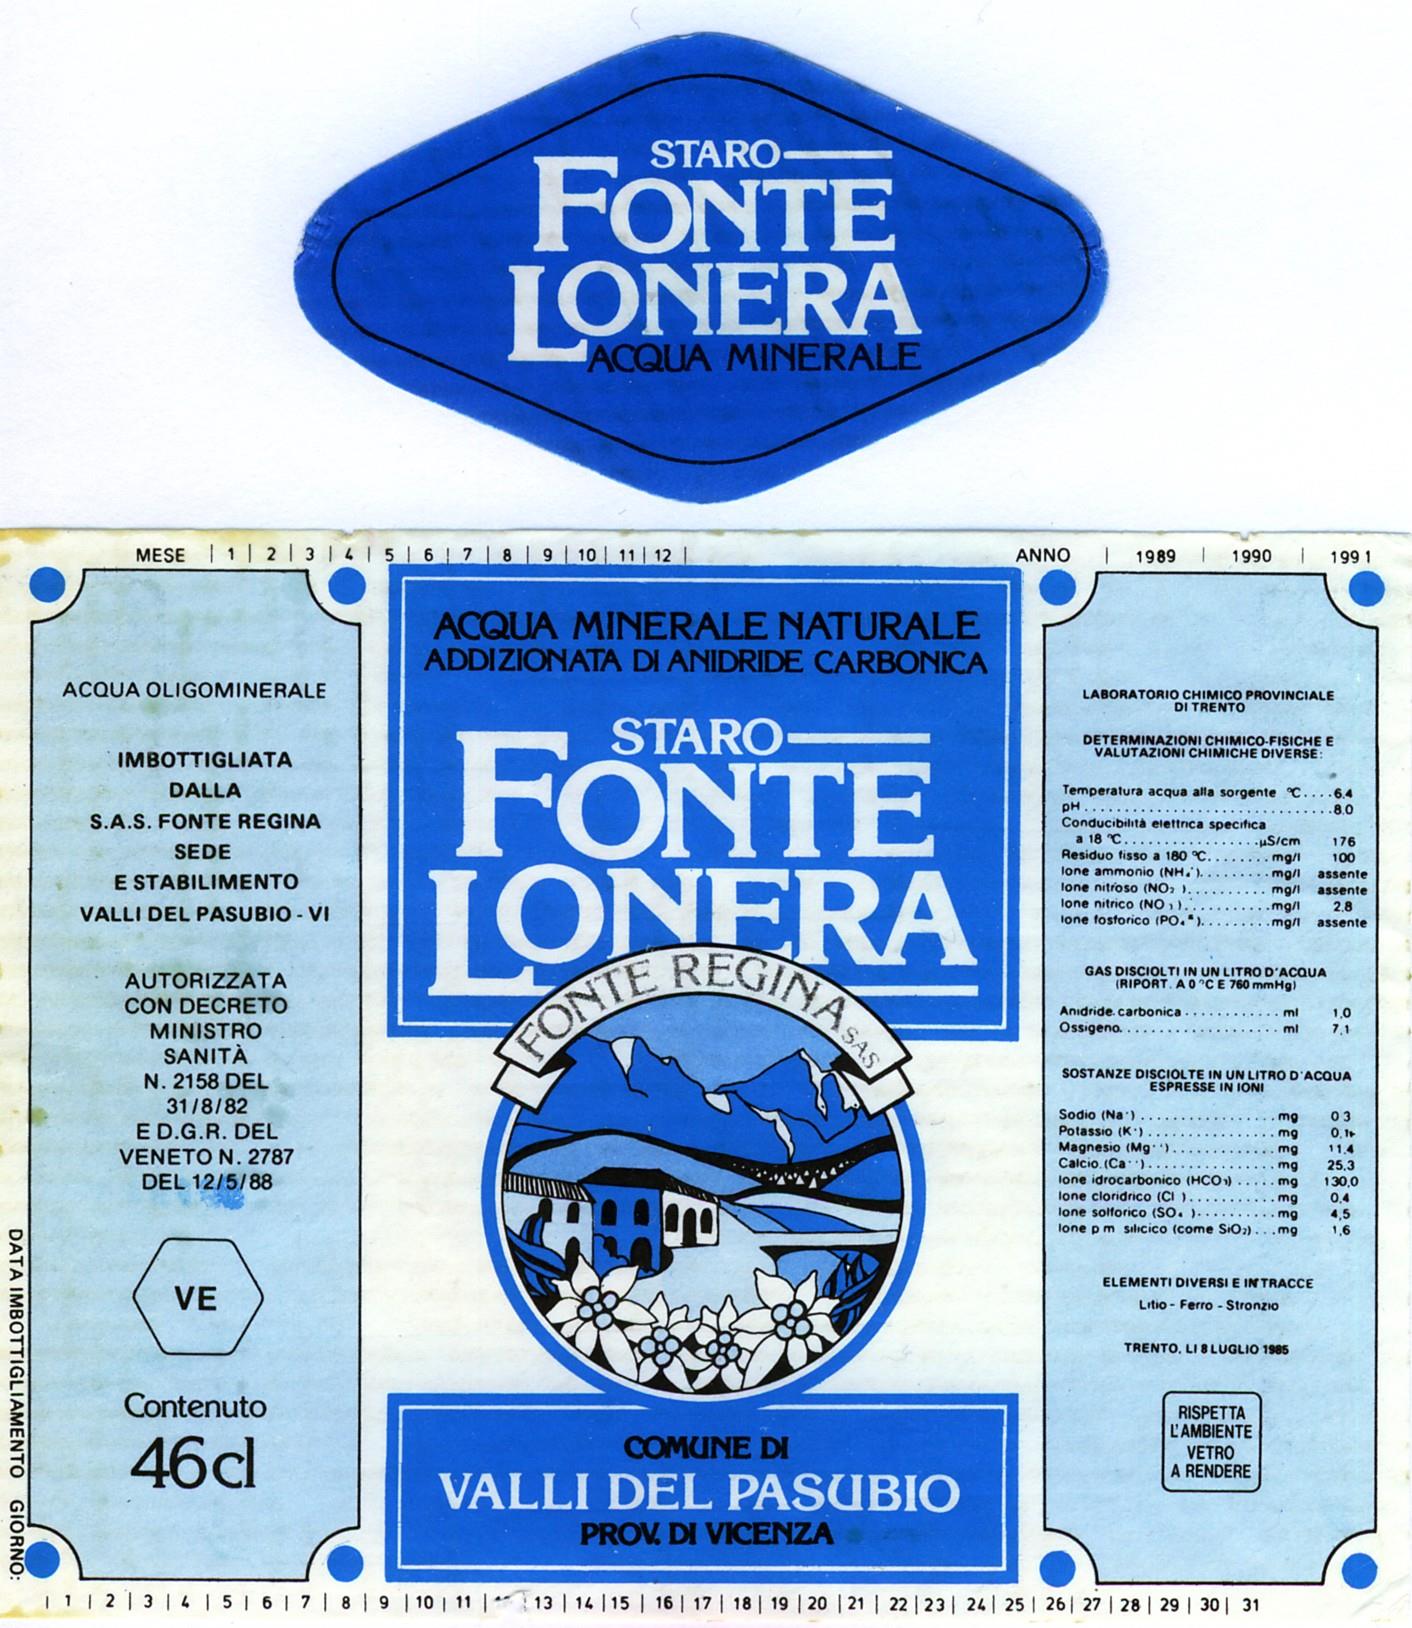 STARO
FONTE
LONERA
ACQUA MINERALE
MESE | 1 | 2 | 3 | 4 | 5 | 6 | 7 | 8 | 9 | 10 | 11 | 12 |
ANNO | 1989 | 1990 | 1991
ACQUA OLIGOMINERALE
IMBOTTIGLIATA
DALLA
S.A.S. FONTE REGINA
SEDE
E STABILIMENTO
VALLI DEL PASUBIO - VI
AUTORIZZATA
CON DECRETO
MINISTRO
SANITÀ
N. 2158 DEL
31/8/82
E D.G.R. DEL
VENETO N. 2787
DEL 12/5/88
VE
Contenuto
46 cl
DATA IMBOTTIGLIAMENTO GIORNO:
ACQUA MINERALE NATURALE
ADDIZIONATA DI ANIDRIDE CARBONICA
STARO
FONTE
LONERA
FONTE REGINA SAS
COMUNE DI
VALLI DEL PASUBIO
PROV. DI VICENZA
LABORATORIO CHIMICO PROVINCIALE
DI TRENTO
DETERMINAZIONI CHIMICO-FISICHE E
VALUTAZIONI CHIMICHE DIVERSE:
Temperatura acqua alla sorgente °C....6,4
pH..............................8,0
Conducibilità elettrica specifica
a 18 °C.................µS/cm 176
Residuo fisso a 180 °C........mg/l 100
Ione ammonio (NH₄⁺).........mg/l assente
Ione nitroso (NO₂ )...........mg/l assente
Ione nitrico (NO₃ )...........mg/l 2,8
Ione fosforico (PO₄ ).........mg/l assente
GAS DISCIOLTI IN UN LITRO D'ACQUA
(RIPORT. A 0 °C E 760 mmHg)
Anidride carbonica ............ ml 1,0
Ossigeno.................... ml 7,1
SOSTANZE DISCIOLTE IN UN LITRO D'ACQUA
ESPRESSE IN IONI
Sodio (Na⁺) ................. mg 0 3
Potassio (K⁺) ................ mg
Magnesio (Mg⁺⁺)............. mg 11,4
Calcio (Ca⁺⁺)................ mg 25,3
Ione idrocarbonico (HCO₃) ..... mg 130,0
Ione cloridrico (Cl )........... mg 0,4
Ione solforico (SO₄ )........... mg 4,5
Ione p m silicico (come SiO₂)...mg 1,6
ELEMENTI DIVERSI E IN TRACCE
Litio - Ferro - Stronzio
TRENTO, LI 8 LUGLIO 1985
RISPETTA
L'AMBIENTE
VETRO
A RENDERE
| 1 | 2 | 3 | 4 | 5 | 6 | 7 | 8 | 9 | 10 | 11 | | 13 | 14 | 15 | 16 | 17 | 18 | 19 | 20 | 21 | 22 | 23 | 24 | 25 | 26 | 27 | 28 | 29 | 30 | 31